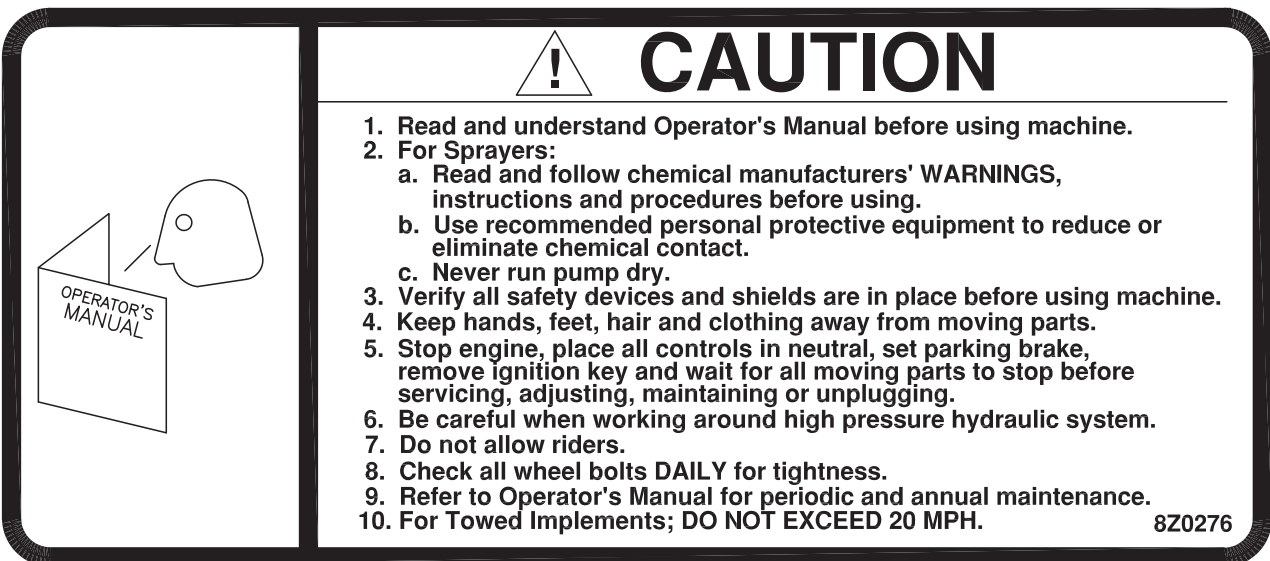 ! CAUTION
1. Read and understand Operator's Manual before using machine.
2. For Sprayers:
a. Read and follow chemical manufacturers' WARNINGS,
instructions and procedures before using.
b. Use recommended personal protective equipment to reduce or
eliminate chemical contact.
c. Never run pump dry.
3. Verify all safety devices and shields are in place before using machine.
4. Keep hands, feet, hair and clothing away from moving parts.
5. Stop engine, place all controls in neutral, set parking brake,
remove ignition key and wait for all moving parts to stop before
servicing, adjusting, maintaining or unplugging.
6. Be careful when working around high pressure hydraulic system.
7. Do not allow riders.
8. Check all wheel bolts DAILY for tightness.
9. Refer to Operator's Manual for periodic and annual maintenance.
10. For Towed Implements; DO NOT EXCEED 20 MPH.
8Z0276
OPERATOR'S
MANUAL